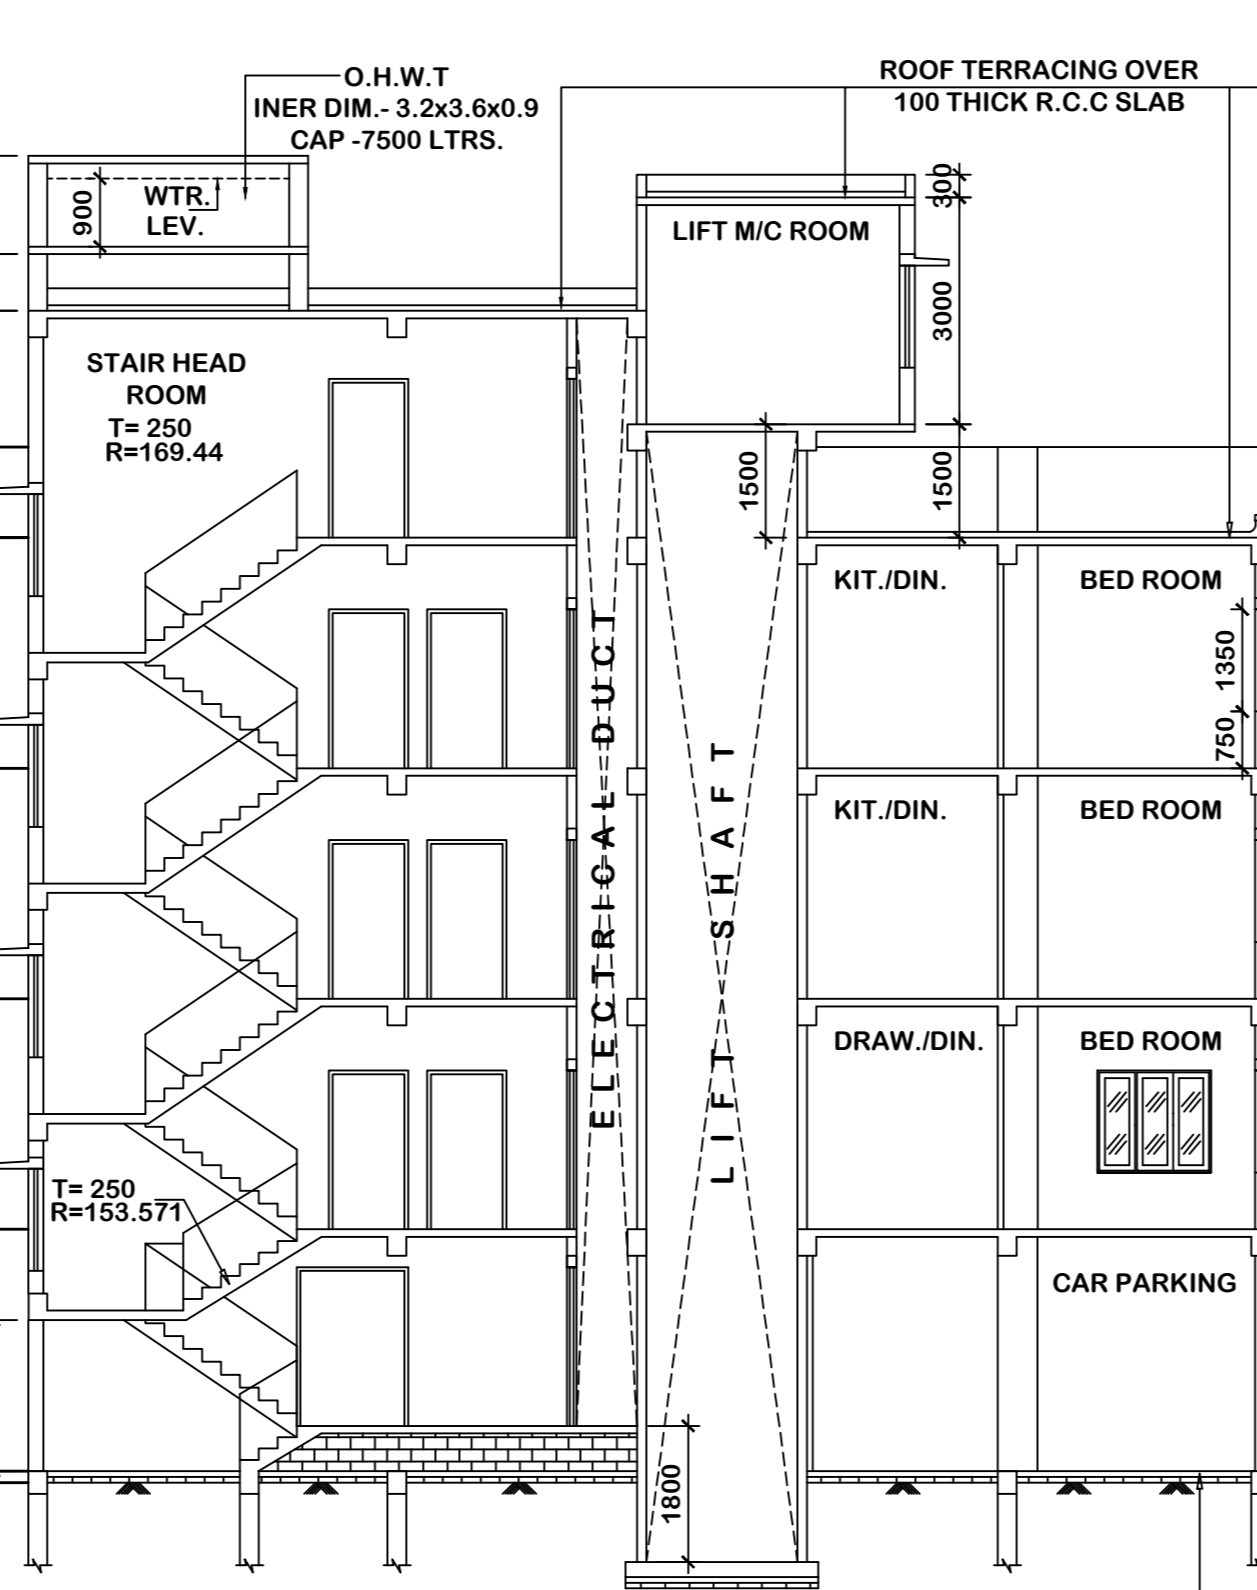 O.H.W.T
INER DIM.- 3.2x3.6x0.9
CAP -7500 LTRS.
ROOF TERRACING OVER
100 THICK R.C.C SLAB
900
WTR.
LEV.
300
LIFT M/C ROOM
3000
STAIR HEAD
ROOM
T= 250
R=169.44
1500
1500
KIT./DIN.
BED ROOM
1350
750
ELECTRICAL DUCT
LIFT SHAFT
KIT./DIN.
BED ROOM
DRAW./DIN.
BED ROOM
T= 250
R=153.571
CAR PARKING
1800